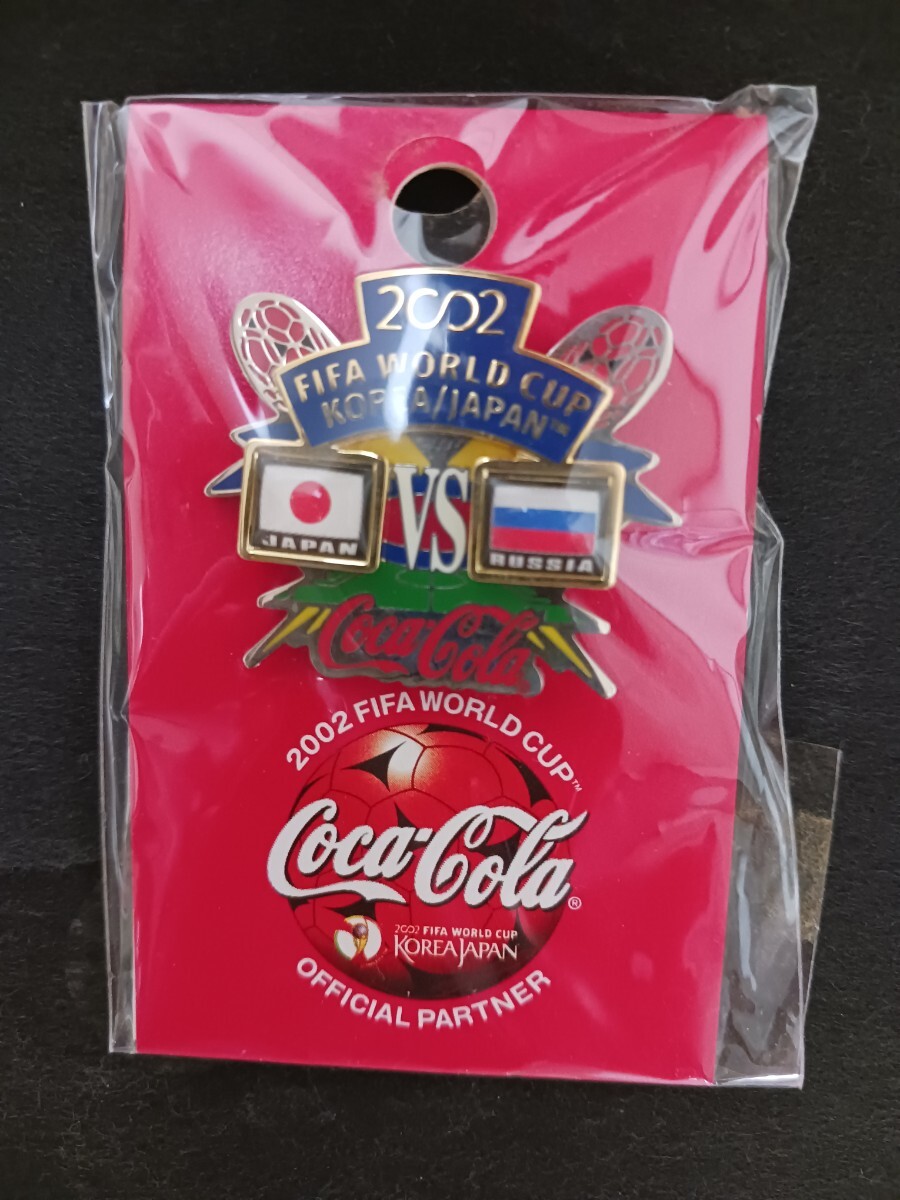 2002
FIFA WORLD CUP
KOREA/JAPAN™
JAPAN
VS
RUSSIA
Coca-Cola
2002 FIFA WORLD CUP™
Coca-Cola®
2002 FIFA WORLD CUP
KOREA JAPAN
OFFICIAL PARTNER